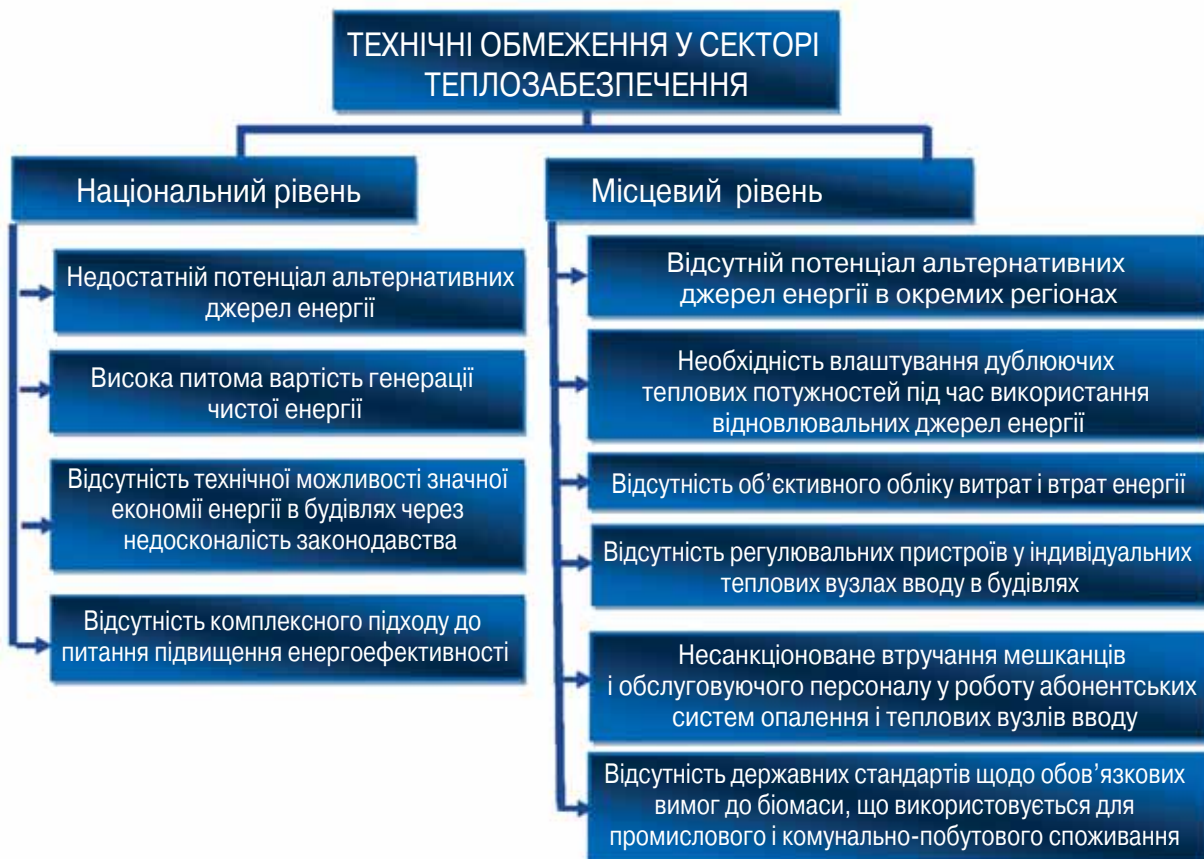 ТЕХНІЧНІ ОБМЕЖЕННЯ У СЕКТОРІ
ТЕПЛОЗАБЕЗПЕЧЕННЯ
Національний рівень
Недостатній потенціал альтернативних
джерел енергії
Висока питома вартість генерації
чистої енергії
Відсутність технічної можливості значної
економії енергії в будівлях через
недосконалість законодавства
Відсутність комплексного підходу до
питання підвищення енергоефективності
Місцевий рівень
Відсутній потенціал альтернативних
джерел енергії в окремих регіонах
Необхідність влаштування дублюючих
теплових потужностей під час використання
відновлювальних джерел енергії
Відсутність об’єктивного обліку витрат і втрат енергії
Відсутність регулювальних пристроїв у індивідуальних
теплових вузлах вводу в будівлях
Несанкціоноване втручання мешканців
і обслуговуючого персоналу у роботу абонентських
систем опалення і теплових вузлів вводу
Відсутність державних стандартів щодо обов’язкових
вимог до біомаси, що використовується для
промислового і комунально-побутового споживання